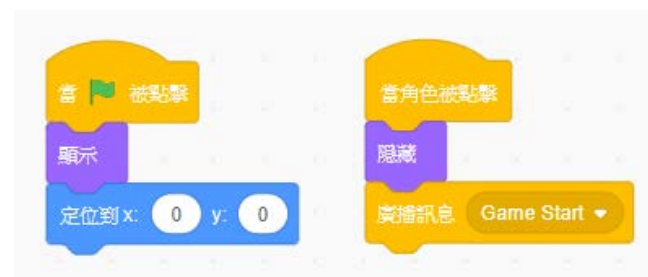 當 被點擊
顯示
定位到 x: 0 y: 0
當角色被點擊
隱藏
廣播訊息 Game Start